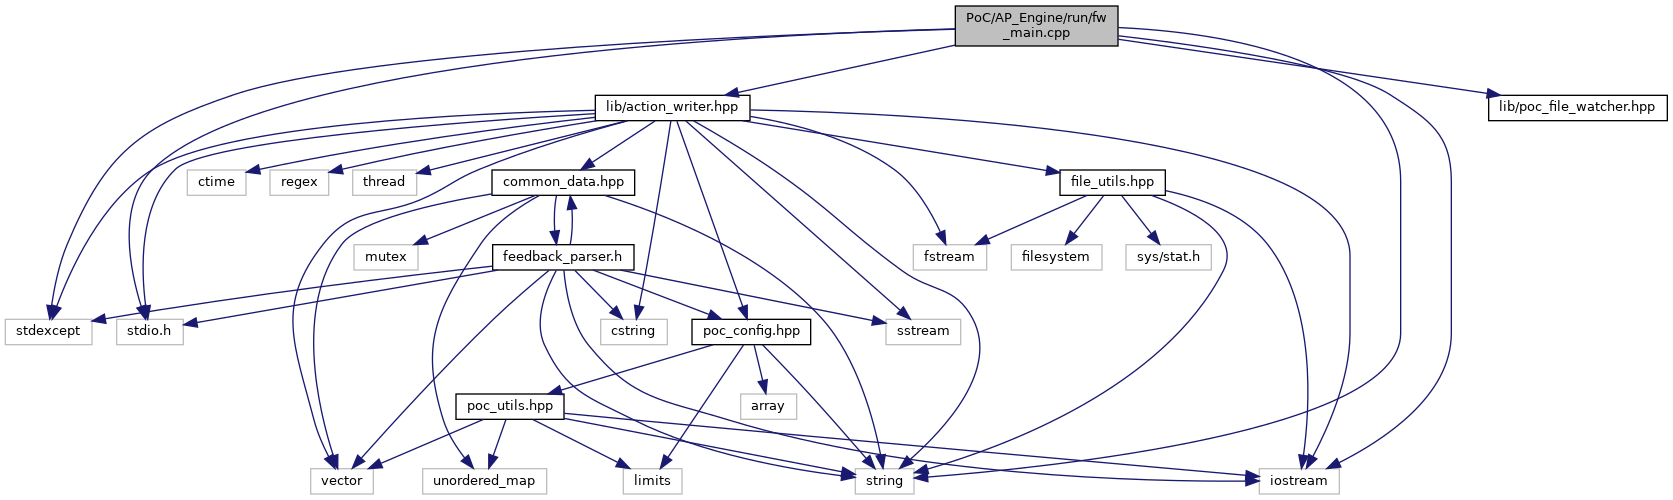 PoC/AP_Engine/run/fw
_main.cpp
lib/action_writer.hpp
lib/poc_file_watcher.hpp
ctime
regex
thread
common_data.hpp
file_utils.hpp
mutex
feedback_parser.h
fstream
filesystem
sys/stat.h
stdexcept
stdio.h
cstring
poc_config.hpp
sstream
poc_utils.hpp
array
vector
unordered_map
limits
string
iostream